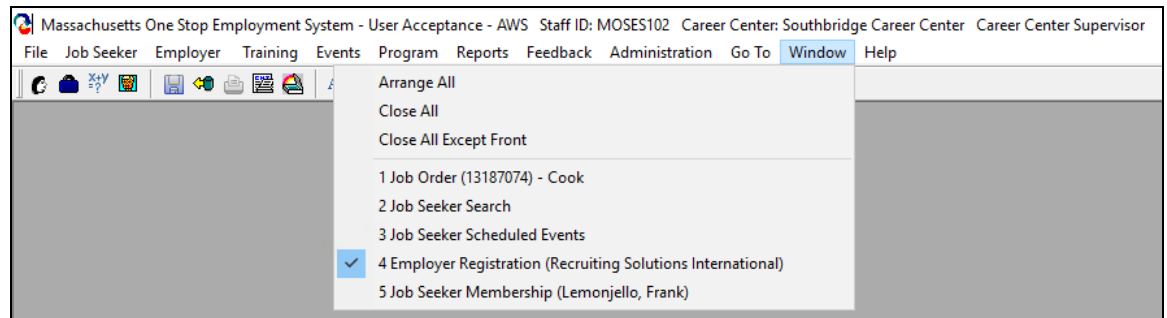 Massachusetts One Stop Employment System - User Acceptance - AWS Staff ID: MOSES102 Career Center: Southbridge Career Center Career Center Supervisor
File Job Seeker Employer Training Events Program Reports Feedback Administration Go To Window Help
X+Y =?
Arrange All
Close All
Close All Except Front
1 Job Order (13187074) - Cook
2 Job Seeker Search
3 Job Seeker Scheduled Events
4 Employer Registration (Recruiting Solutions International)
5 Job Seeker Membership (Lemonjello, Frank)